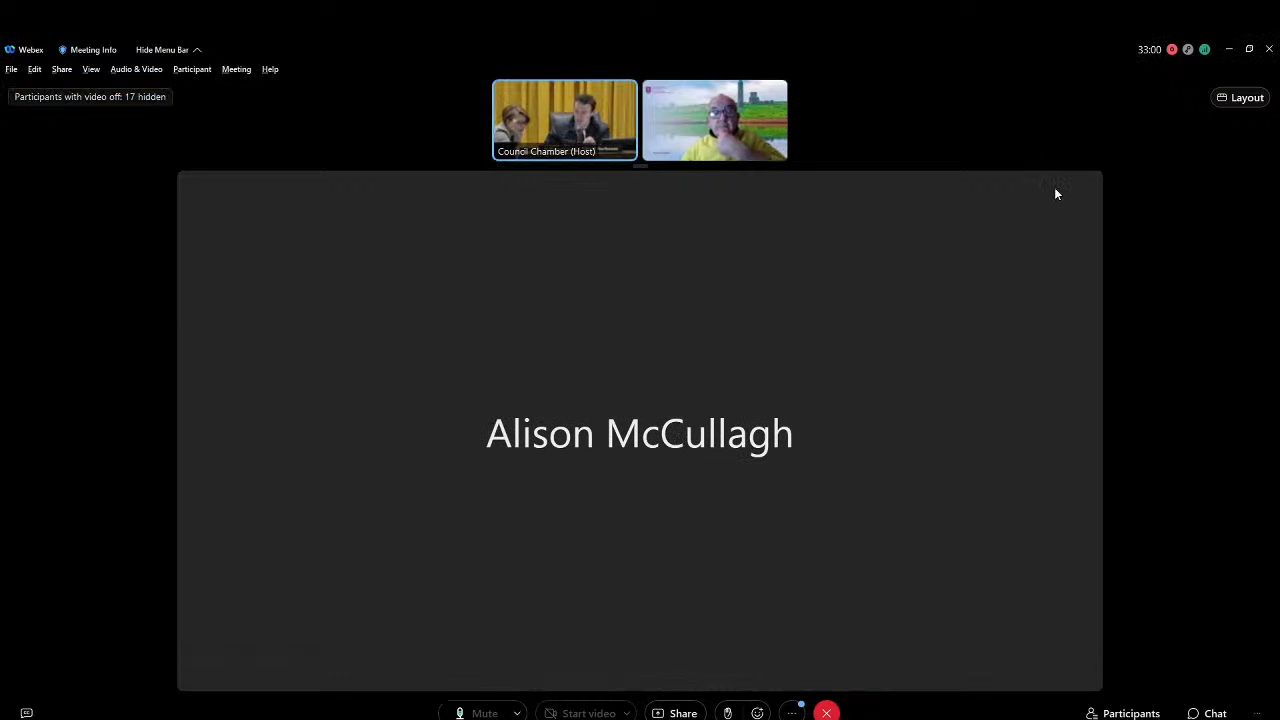 Webex
Meeting Info
Hide Menu Bar
33:00
File
Edit
Share
View
Audio & Video
Participant
Meeting
Help
Participants with video off: 17 hidden
Layout
Council Chamber (Host)
Alison McCullagh
Mute
Start video
Share
Participants
Chat